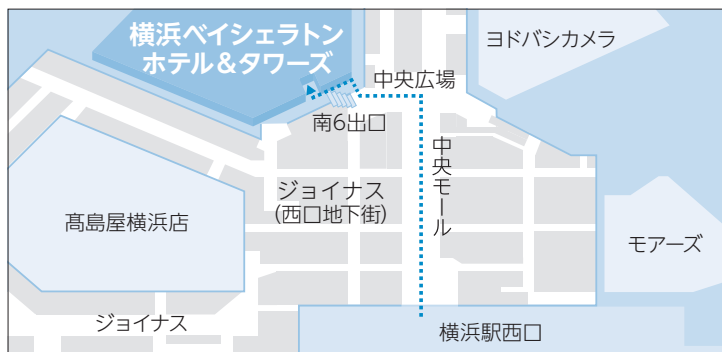 横浜ベイシェラトン
ホテル&タワーズ
ヨドバシカメラ
中央広場
南6出口
中央モール
ジョイナス
(西口地下街)
髙島屋横浜店
モアーズ
ジョイナス
横浜駅西口